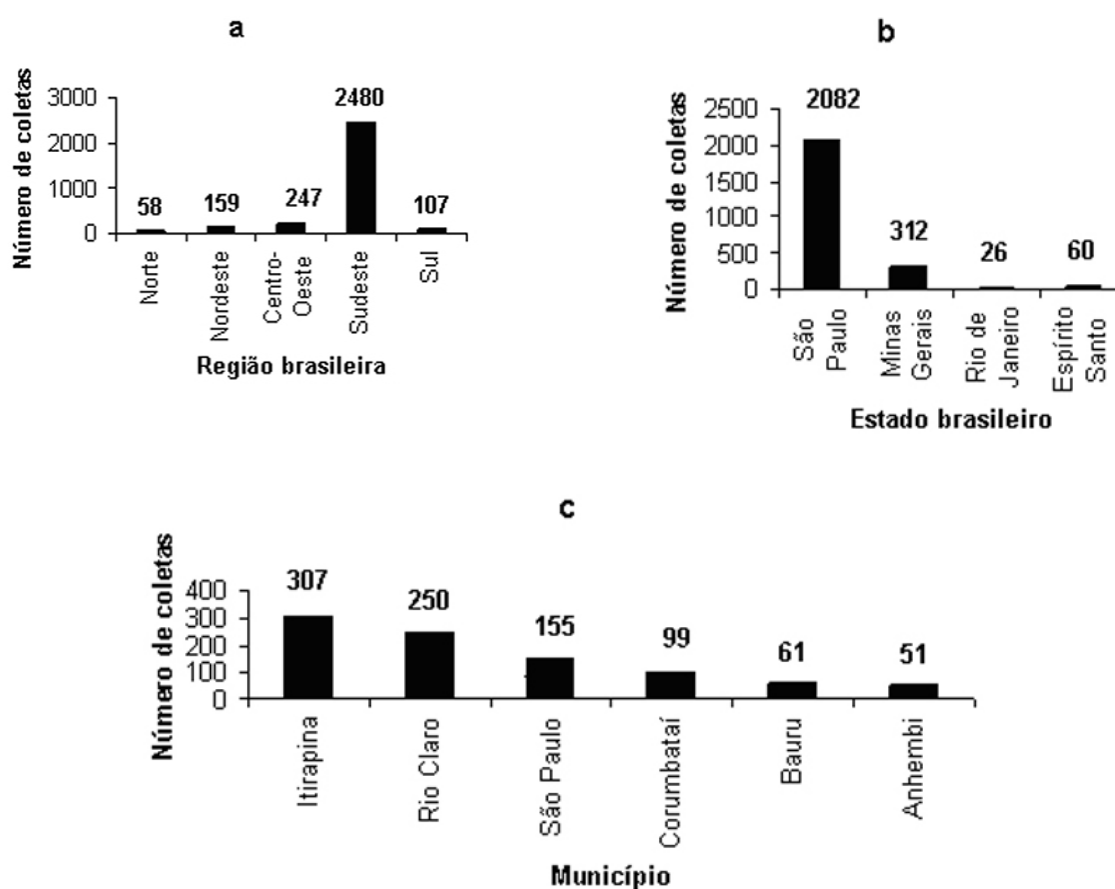 a
Número de coletas
3000
2000
1000
0
58
159
247
2480
107
Norte
Nordeste
Centro-
Oeste
Sudeste
Sul
Região brasileira
b
Número de coletas
2500
2000
1500
1000
500
0
2082
312
26
60
São
Paulo
Minas
Gerais
Rio de
Janeiro
Espírito
Santo
Estado brasileiro
c
Número de coletas
400
300
200
100
0
307
250
155
99
61
51
Itirapina
Rio Claro
São Paulo
Corumbataí
Bauru
Anhembi
Município